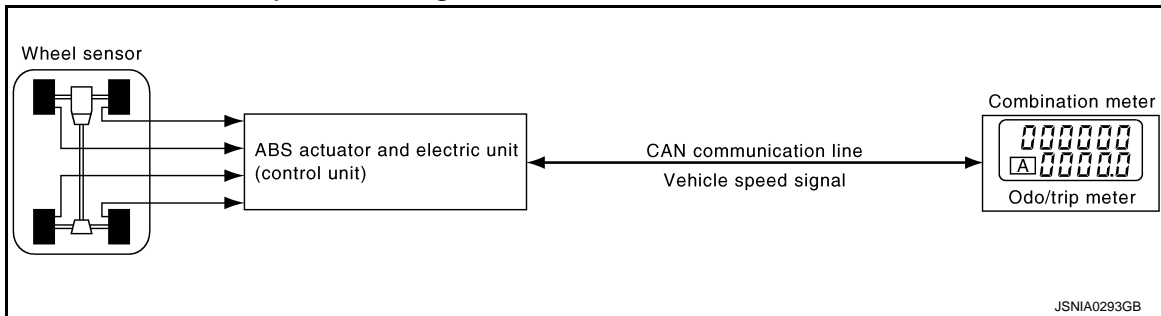 Wheel sensor
ABS actuator and electric unit
(control unit)
CAN communication line
Vehicle speed signal
Combination meter
000000
A 0000.0
Odo/trip meter
JSNIA0293GB